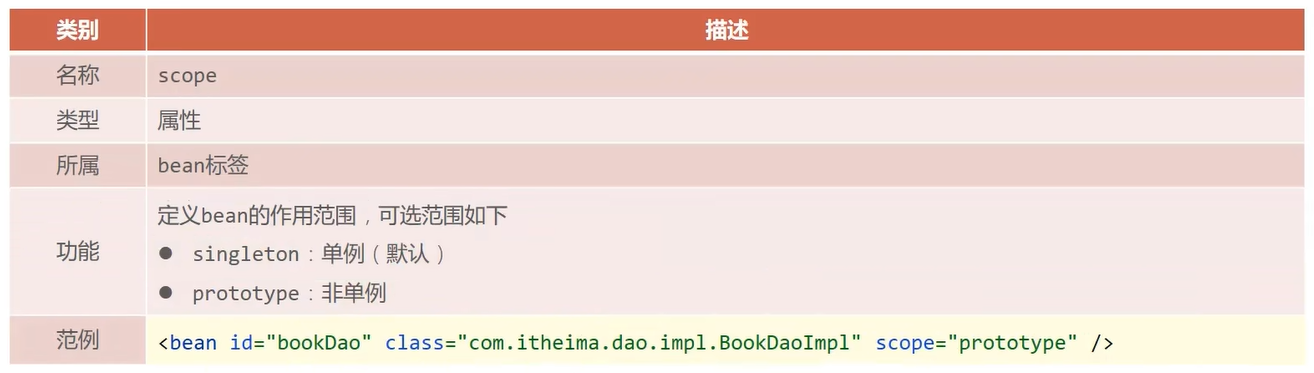 类别 描述
名称 scope
类型 属性
所属 bean标签
功能 定义bean的作用范围，可选范围如下
● singleton：单例（默认）
● prototype：非单例
范例 <bean id="bookDao" class="com.itheima.dao.impl.BookDaoImpl" scope="prototype" />